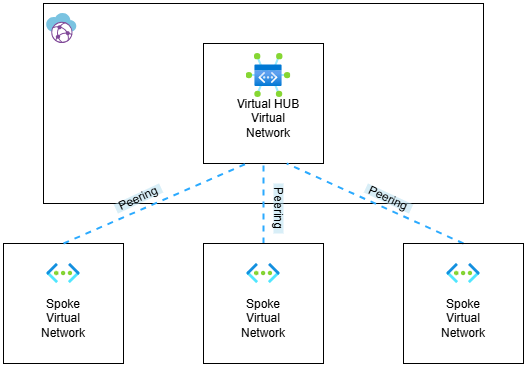 Virtual HUB
Virtual
Network
Peering
Peering
Peering
Spoke
Virtual
Network
Spoke
Virtual
Network
Spoke
Virtual
Network